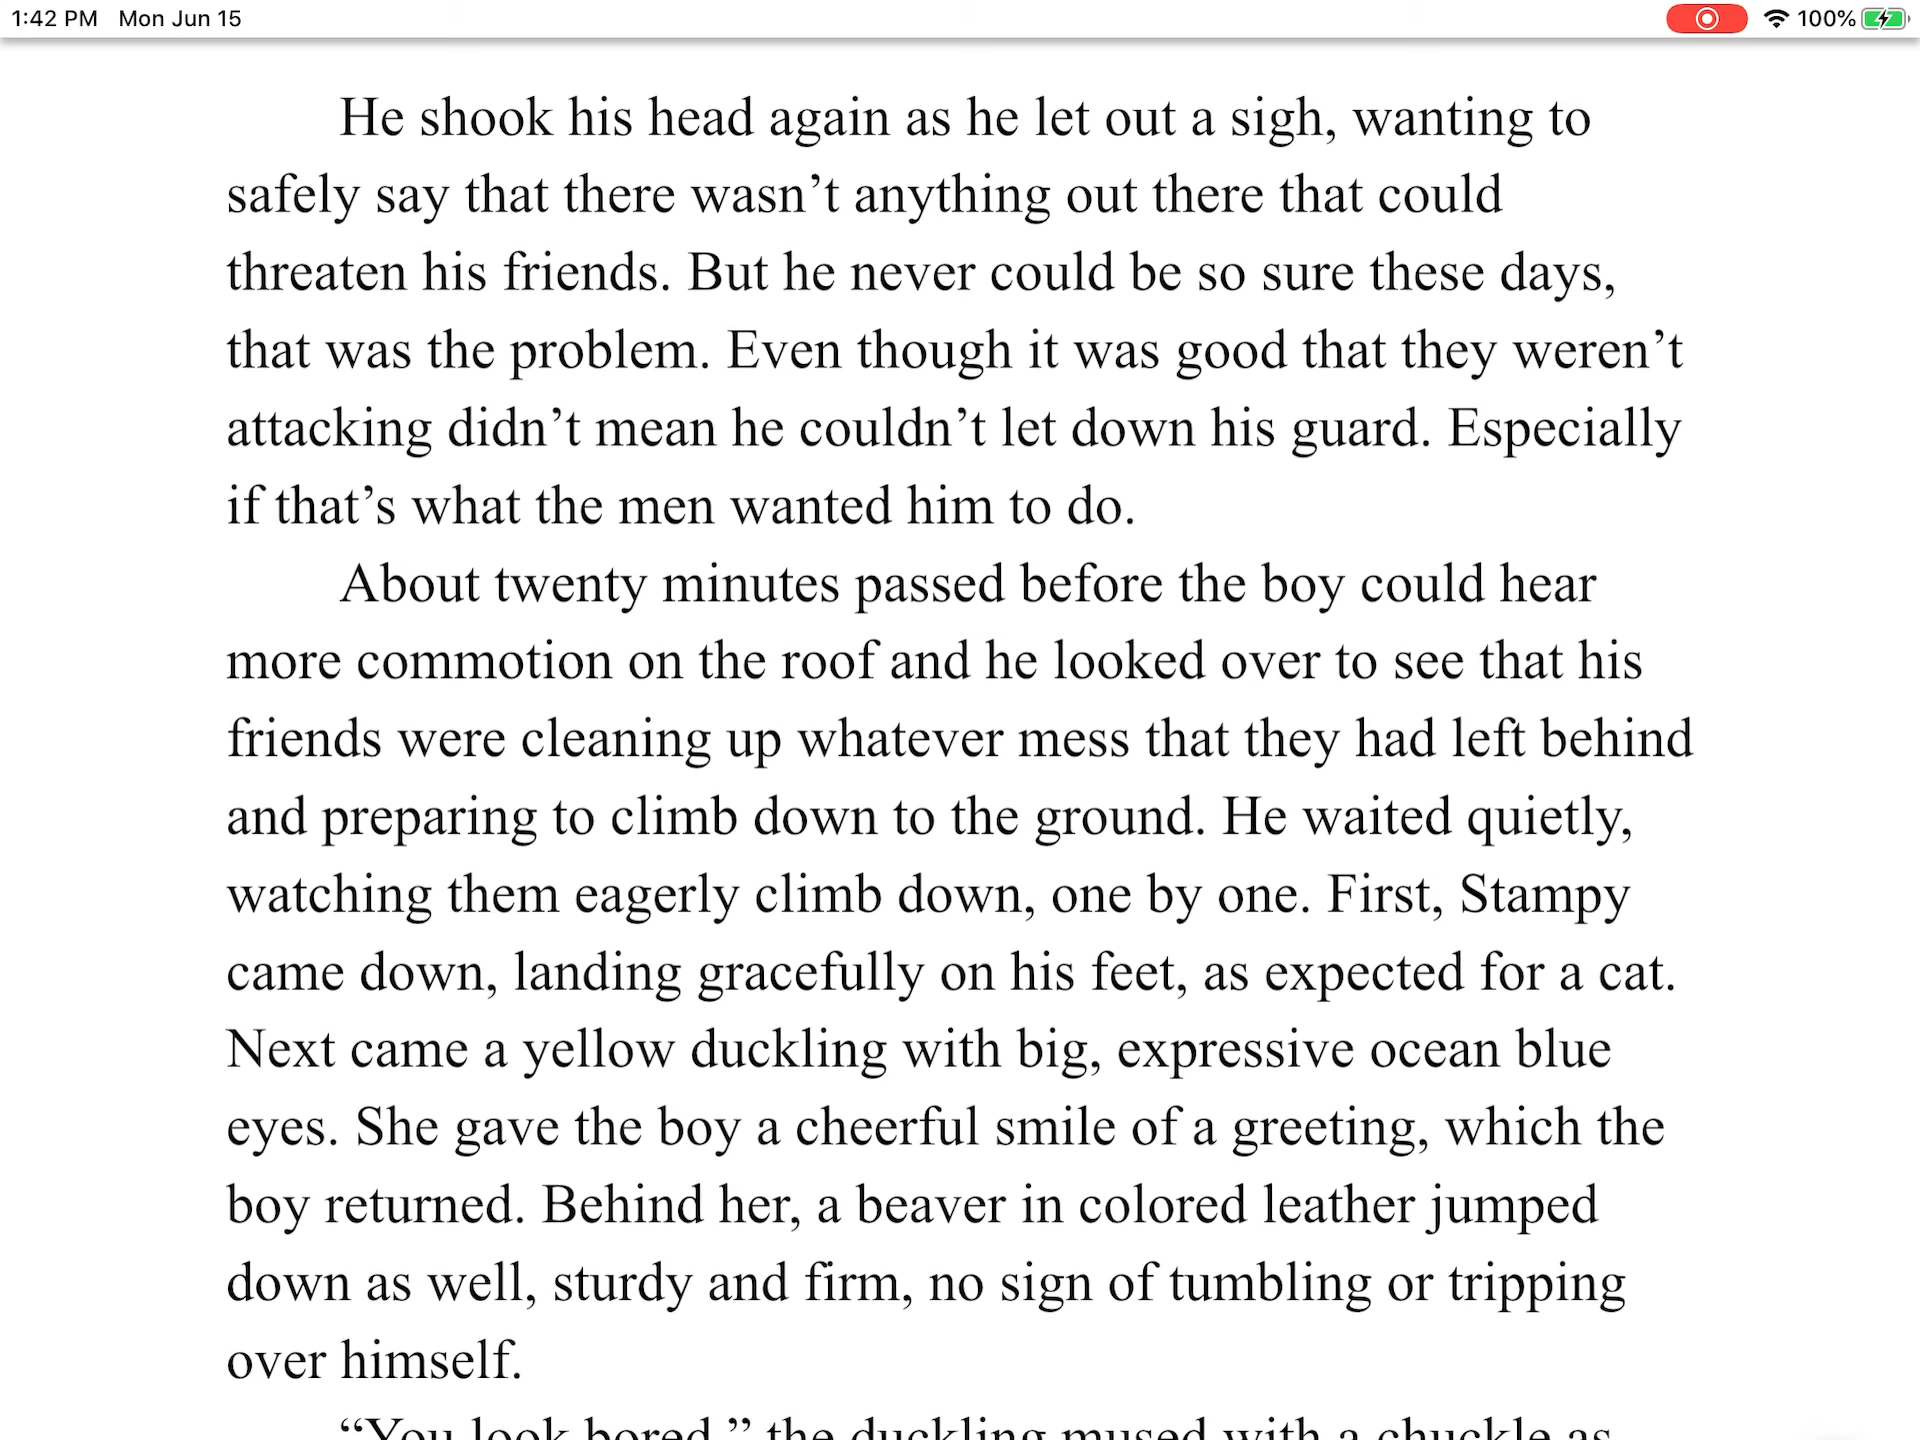 1:42 PM Mon Jun 15 100%
He shook his head again as he let out a sigh, wanting to
safely say that there wasn’t anything out there that could
threaten his friends. But he never could be so sure these days,
that was the problem. Even though it was good that they weren’t
attacking didn’t mean he couldn’t let down his guard. Especially
if that’s what the men wanted him to do.
About twenty minutes passed before the boy could hear
more commotion on the roof and he looked over to see that his
friends were cleaning up whatever mess that they had left behind
and preparing to climb down to the ground. He waited quietly,
watching them eagerly climb down, one by one. First, Stampy
came down, landing gracefully on his feet, as expected for a cat.
Next came a yellow duckling with big, expressive ocean blue
eyes. She gave the boy a cheerful smile of a greeting, which the
boy returned. Behind her, a beaver in colored leather jumped
down as well, sturdy and firm, no sign of tumbling or tripping
over himself.
“You look bored,” the duckling mused with a chuckle as